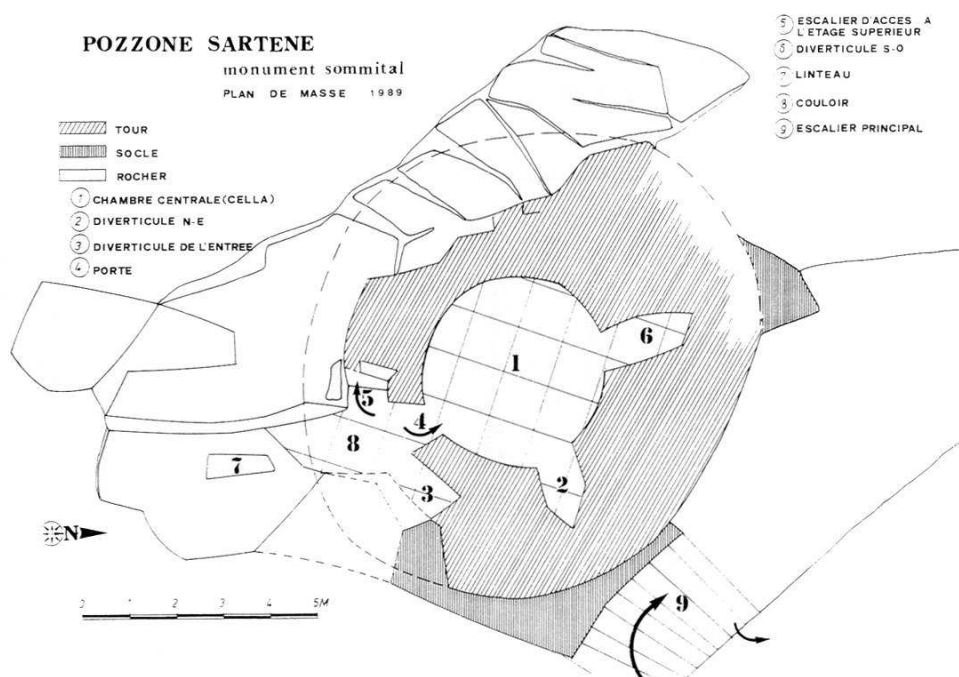 POZZONE SARTENE
monument sommital
PLAN DE MASSE 1989
TOUR
SOCLE
ROCHER
1 CHAMBRE CENTRALE(CELLA)
2 DIVERTICULE N-E
3 DIVERTICULE DE L'ENTREE
4 PORTE
5 ESCALIER D'ACCES A
L'ETAGE SUPERIEUR
6 DIVERTICULE S-O
7 LINTEAU
8 COULOIR
9 ESCALIER PRINCIPAL
6
1
5
4
8
7
3
2
N
9
0 1 2 3 4 5M